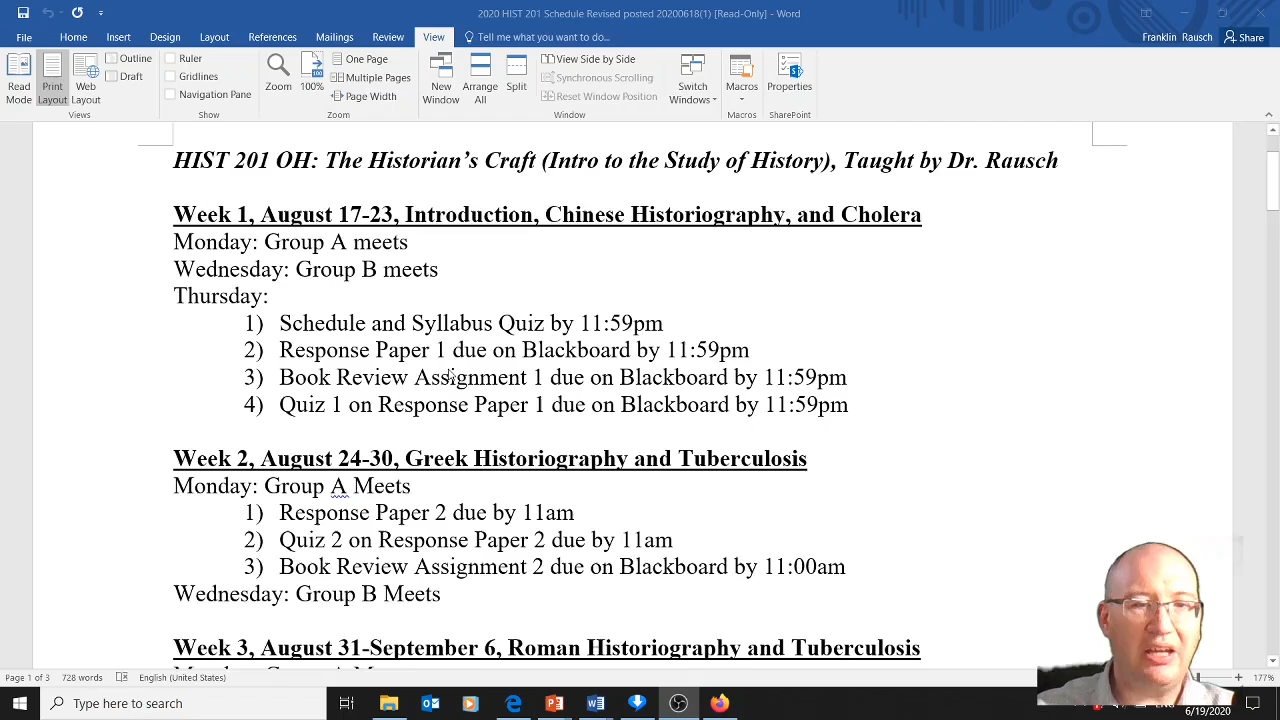 2020 HIST 201 Schedule Revised posted 20200618(1) [Read-Only] - Word
File Home Insert Design Layout References Mailings Review View Tell me what you want to do... Franklin Rausch Share
Read Mode
Print Layout
Web Layout
Outline
Draft
Views
Ruler
Gridlines
Navigation Pane
Show
Zoom
100%
One Page
Multiple Pages
Page Width
Zoom
New Window
Arrange All
Split
View Side by Side
Synchronous Scrolling
Reset Window Position
Window
Switch Windows
Macros
Macros
Properties
SharePoint
HIST 201 OH: The Historian's Craft (Intro to the Study of History), Taught by Dr. Rausch
Week 1, August 17-23, Introduction, Chinese Historiography, and Cholera
Monday: Group A meets
Wednesday: Group B meets
Thursday:
1) Schedule and Syllabus Quiz by 11:59pm
2) Response Paper 1 due on Blackboard by 11:59pm
3) Book Review Assignment 1 due on Blackboard by 11:59pm
4) Quiz 1 on Response Paper 1 due on Blackboard by 11:59pm
Week 2, August 24-30, Greek Historiography and Tuberculosis
Monday: Group A Meets
1) Response Paper 2 due by 11am
2) Quiz 2 on Response Paper 2 due by 11am
3) Book Review Assignment 2 due on Blackboard by 11:00am
Wednesday: Group B Meets
Week 3, August 31-September 6, Roman Historiography and Tuberculosis
Page 1 of 3 728 words English (United States) 177%
Type here to search
6/19/2020